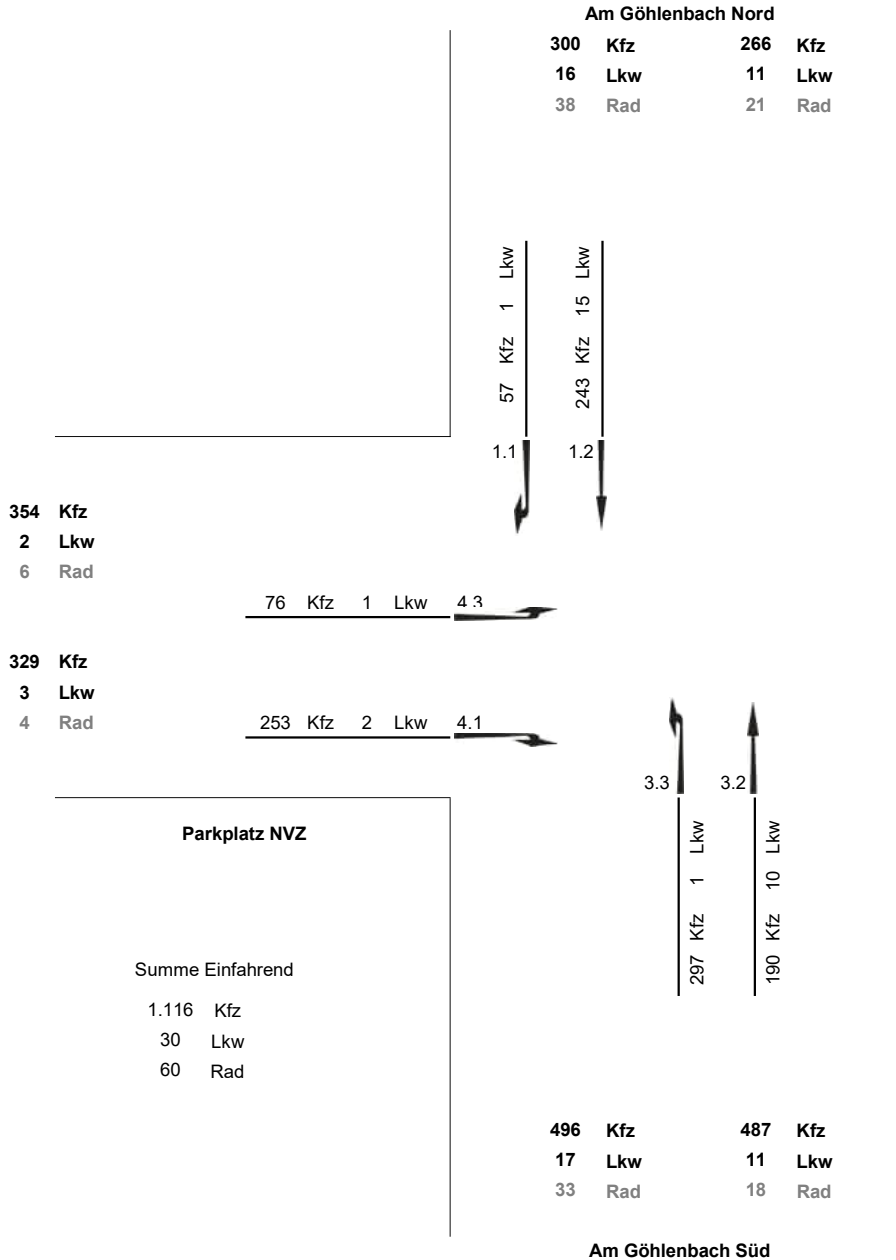 Am Göhlenbach Nord
300 Kfz 266 Kfz
16 Lkw 11 Lkw
38 Rad 21 Rad
57 Kfz 1 Lkw
243 Kfz 15 Lkw
1.1 1.2
354 Kfz
2 Lkw
6 Rad
76 Kfz 1 Lkw 4.3
329 Kfz
3 Lkw
4 Rad
253 Kfz 2 Lkw 4.1
3.3 3.2
297 Kfz 1 Lkw
190 Kfz 10 Lkw
Parkplatz NVZ
Summe Einfahrend
1.116 Kfz
30 Lkw
60 Rad
496 Kfz 487 Kfz
17 Lkw 11 Lkw
33 Rad 18 Rad
Am Göhlenbach Süd